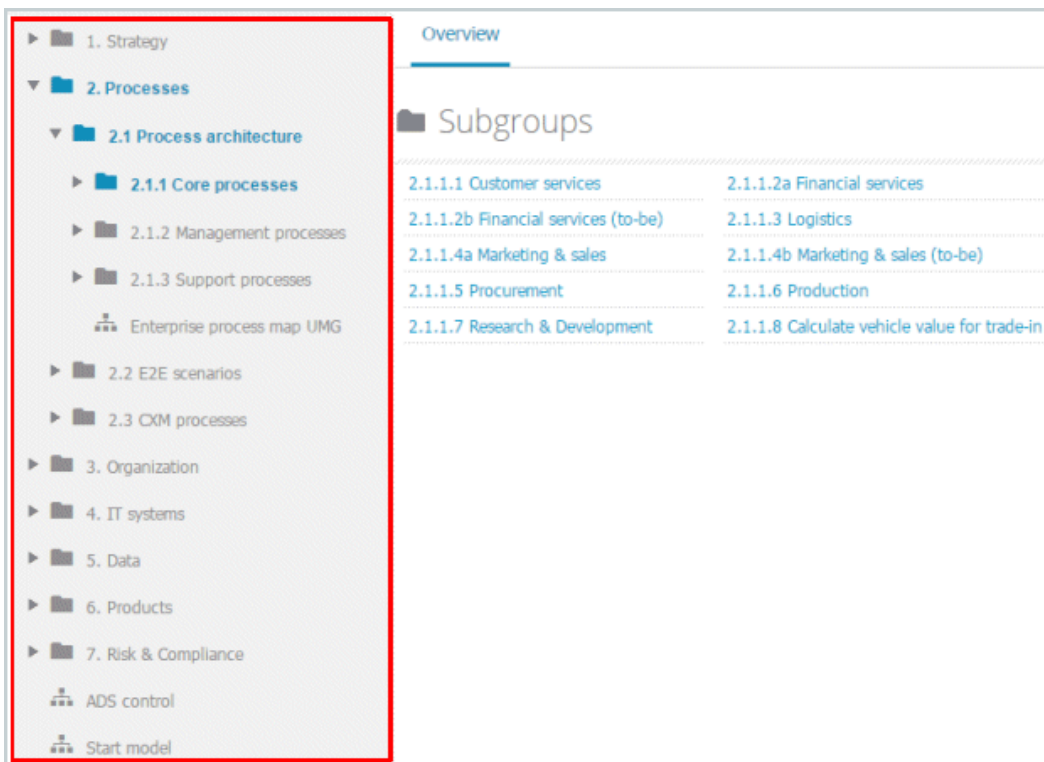 1. Strategy
2. Processes
2.1 Process architecture
2.1.1 Core processes
2.1.2 Management processes
2.1.3 Support processes
Enterprise process map UMG
2.2 E2E scenarios
2.3 CXM processes
3. Organization
4. IT systems
5. Data
6. Products
7. Risk & Compliance
ADS control
Start model
Overview
Subgroups
2.1.1.1 Customer services
2.1.1.2a Financial services
2.1.1.2b Financial services (to-be)
2.1.1.3 Logistics
2.1.1.4a Marketing & sales
2.1.1.4b Marketing & sales (to-be)
2.1.1.5 Procurement
2.1.1.6 Production
2.1.1.7 Research & Development
2.1.1.8 Calculate vehicle value for trade-in